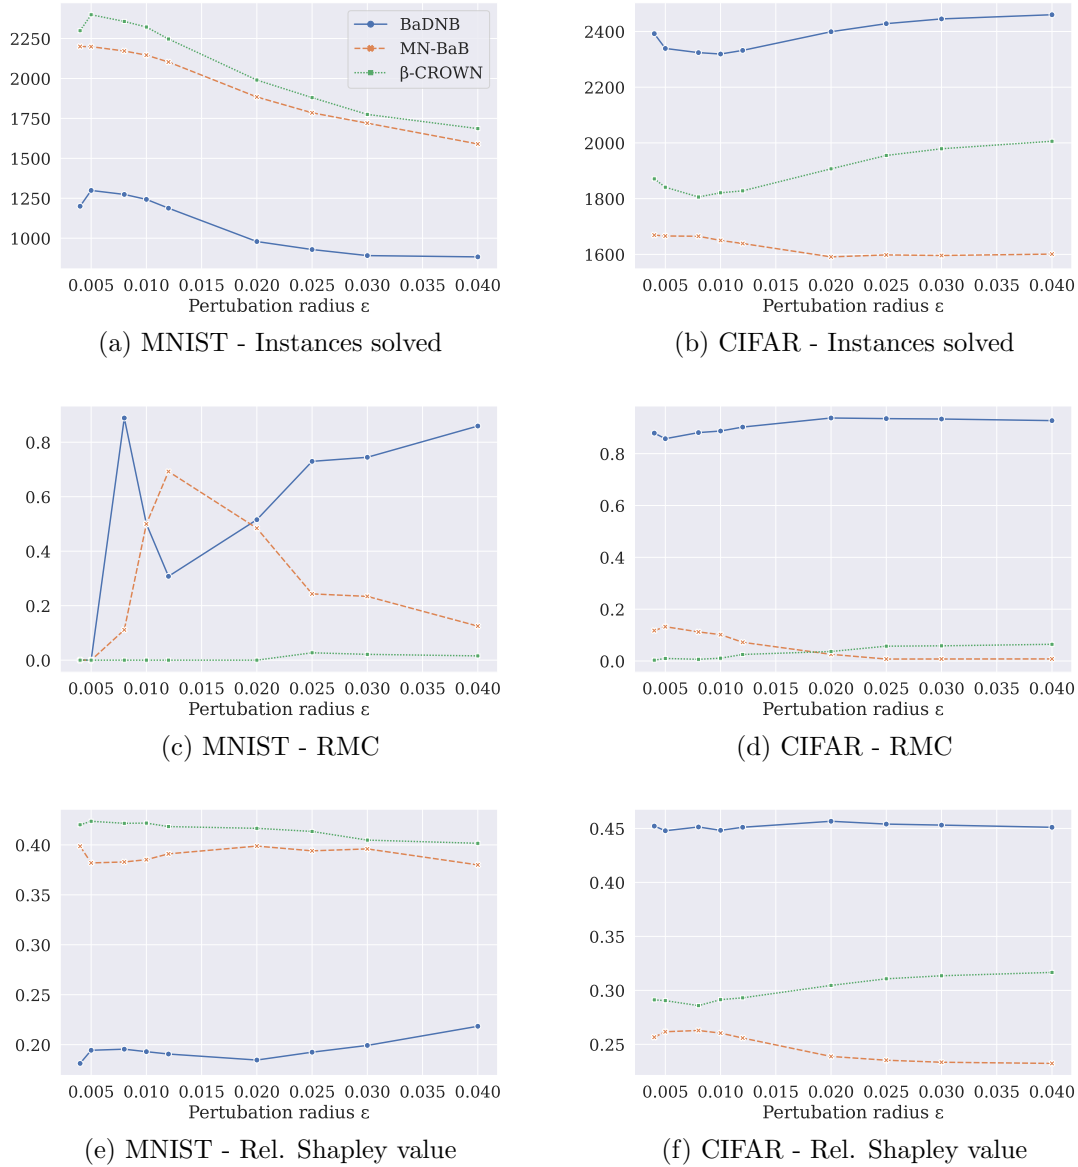 2250
2000
1750
1500
1250
1000
BaDNB
MN-BaB
β-CROWN
0.005 0.010 0.015 0.020 0.025 0.030 0.035 0.040
Pertubation radius ε
(a) MNIST - Instances solved
2400
2200
2000
1800
1600
0.005 0.010 0.015 0.020 0.025 0.030 0.035 0.040
Pertubation radius ε
(b) CIFAR - Instances solved
0.8
0.6
0.4
0.2
0.0
0.005 0.010 0.015 0.020 0.025 0.030 0.035 0.040
Pertubation radius ε
(c) MNIST - RMC
0.8
0.6
0.4
0.2
0.0
0.005 0.010 0.015 0.020 0.025 0.030 0.035 0.040
Pertubation radius ε
(d) CIFAR - RMC
0.40
0.35
0.30
0.25
0.20
0.005 0.010 0.015 0.020 0.025 0.030 0.035 0.040
Pertubation radius ε
(e) MNIST - Rel. Shapley value
0.45
0.40
0.35
0.30
0.25
0.005 0.010 0.015 0.020 0.025 0.030 0.035 0.040
Pertubation radius ε
(f) CIFAR - Rel. Shapley value